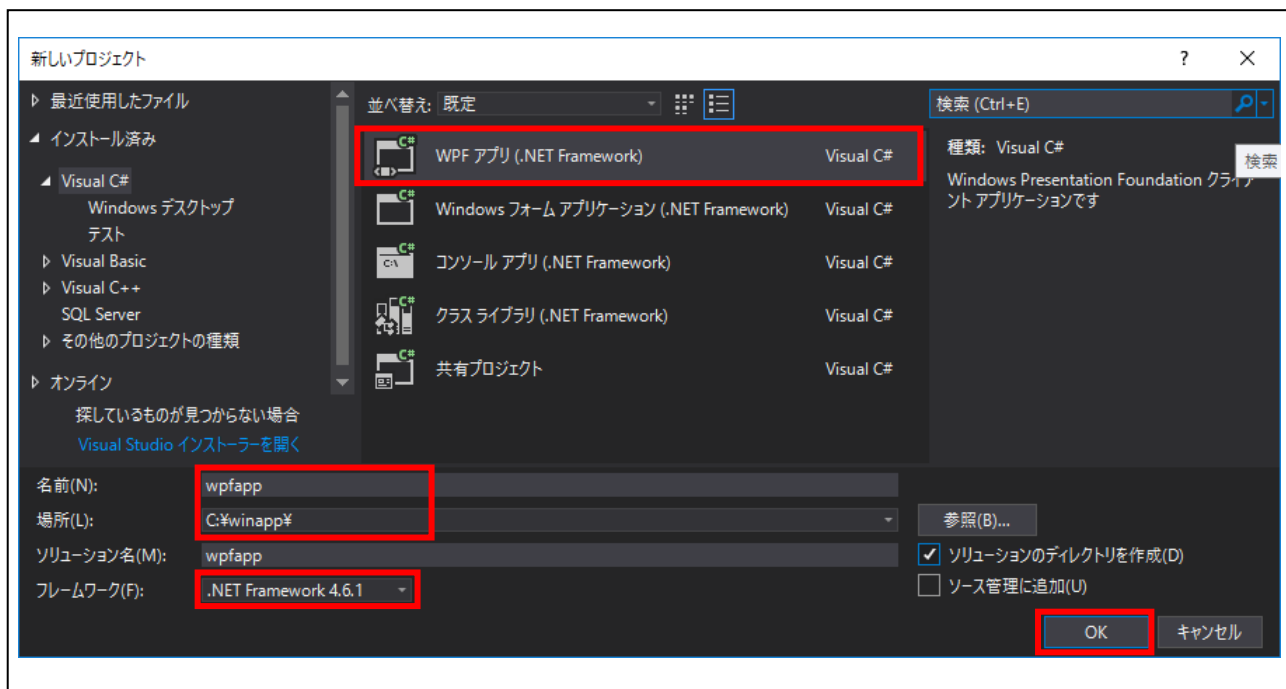 新しいプロジェクト
?
最近使用したファイル
インストール済み
Visual C#
Windows デスクトップ
テスト
Visual Basic
Visual C++
SQL Server
その他のプロジェクトの種類
オンライン
探しているものが見つからない場合
Visual Studio インストーラーを開く
並べ替え: 既定
WPF アプリ (.NET Framework) Visual C#
Windows フォーム アプリケーション (.NET Framework) Visual C#
コンソール アプリ (.NET Framework) Visual C#
クラス ライブラリ (.NET Framework) Visual C#
共有プロジェクト Visual C#
検索 (Ctrl+E)
検索
種類: Visual C#
Windows Presentation Foundation クライア
ント アプリケーションです
名前(N): wpfapp
場所(L): C:¥winapp¥
参照(B)...
ソリューション名(M): wpfapp
ソリューションのディレクトリを作成(D)
フレームワーク(F): .NET Framework 4.6.1
ソース管理に追加(U)
OK キャンセル